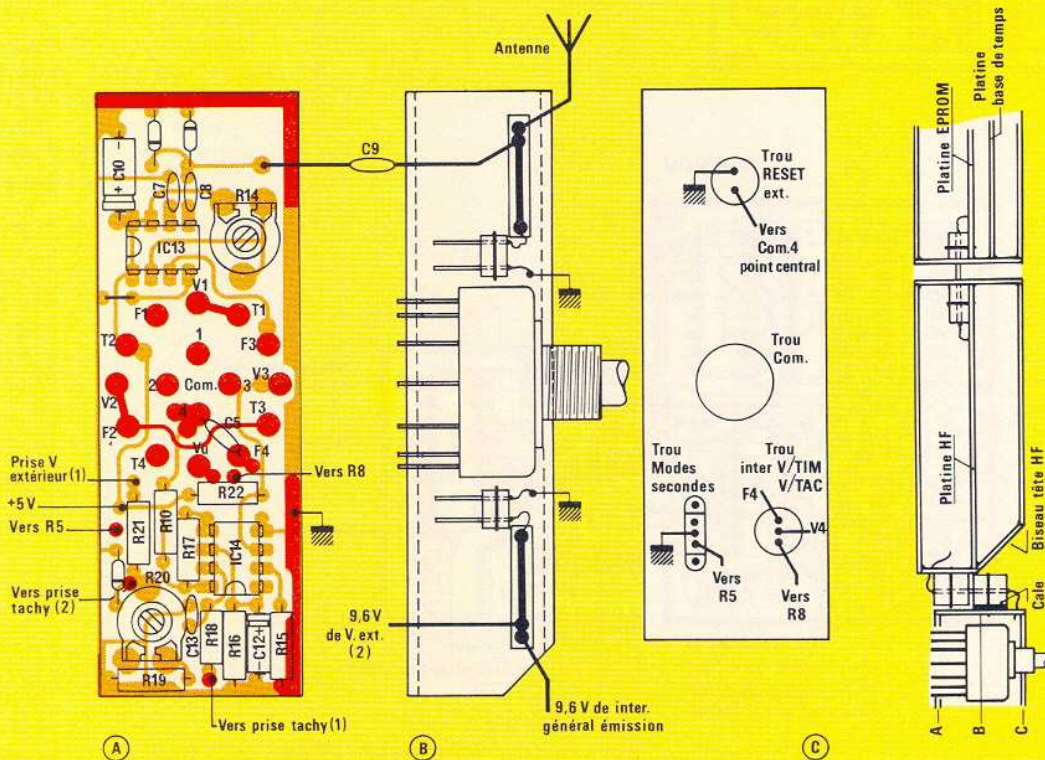 Antenne
C9
C10
-
+
C7
C8
R14
IC13
V1
F1
T1
T2
1
F3
V3
2
Com.
3
V2
4
C5
T3
F2
F4
T4
Prise V
extérieur (1)
+5V
Vers R5
Vers R8
R22
R21
R10
R17
IC14
R20
Vers prise
tachy (2)
C13
R18
R16
C12+
R15
R19
Vers prise tachy (1)
9,6 V
de V. ext.
(2)
9,6 V de inter.
général émission
Trou
RESET
ext.
Vers
Com.4
point central
Trou
Com.
Trou
Modes
secondes
Trou
inter V/TIM
V/TAC
F4
V4
Vers
R5
Vers
R8
Platine EPROM
Platine
base de temps
Platine HF
Biseau tête HF
Cale
A
B
C
A
B
C